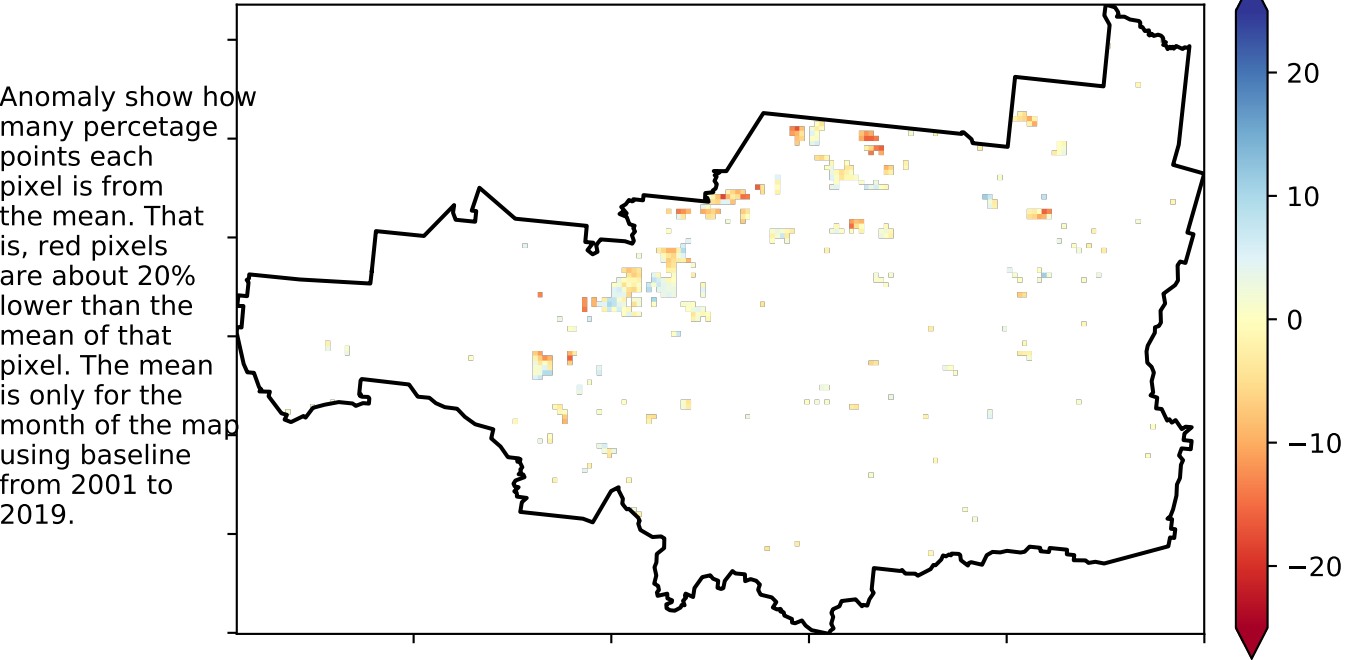 Anomaly show how
many percetage
points each
pixel is from
the mean. That
is, red pixels
are about 20%
lower than the
mean of that
pixel. The mean
is only for the
month of the map
using baseline
from 2001 to
2019.
20
10
0
−10
−20